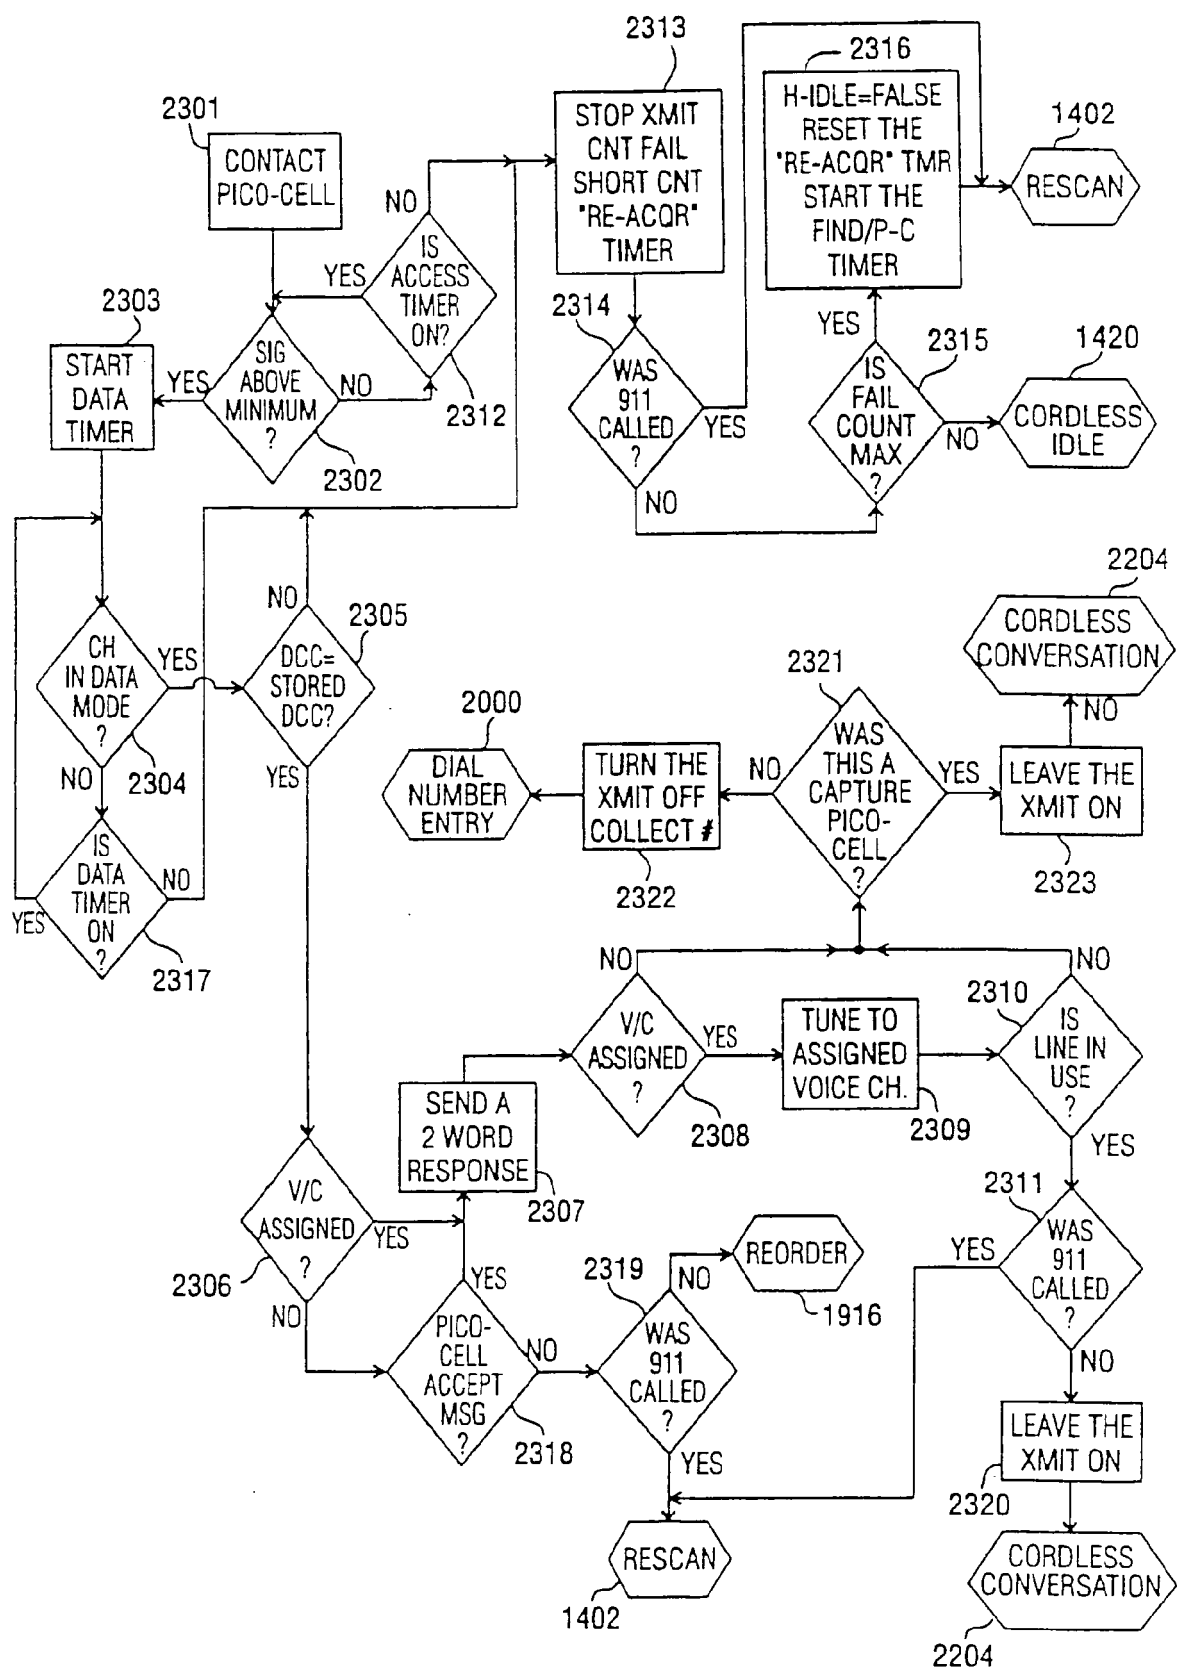 2301
CONTACT
PICO-CELL
2313
STOP XMIT
CNT FAIL
SHORT CNT
"RE-ACQR"
TIMER
2316
H-IDLE=FALSE
RESET THE
"RE-ACQR" TMR
START THE
FIND/P-C
TIMER
1402
RESCAN
NO
IS
ACCESS
TIMER
ON?
YES
2312
2303
START
DATA
TIMER
YES
SIG
ABOVE
MINIMUM
?
NO
2302
2314
WAS
911
CALLED
?
YES
NO
YES
2315
IS
FAIL
COUNT
MAX
?
NO
1420
CORDLESS
IDLE
CH
IN DATA
MODE
?
YES
2304
NO
NO
2305
DCC=
STORED
DCC?
YES
IS
DATA
TIMER
ON
?
NO
YES
2317
2204
CORDLESS
CONVERSATION
NO
2321
WAS
THIS A
CAPTURE
PICO-
CELL
?
NO
YES
2000
DIAL
NUMBER
ENTRY
TURN THE
XMIT OFF
COLLECT #
2322
LEAVE THE
XMIT ON
2323
NO
V/C
ASSIGNED
?
YES
2308
TUNE TO
ASSIGNED
VOICE CH.
2309
NO
2310
IS
LINE IN
USE
?
YES
SEND A
2 WORD
RESPONSE
2307
V/C
ASSIGNED
?
YES
2306
NO
YES
PICO-
CELL
ACCEPT
MSG
?
NO
2318
2319
WAS
911
CALLED
?
NO
YES
REORDER
1916
2311
WAS
911
CALLED
?
YES
NO
LEAVE THE
XMIT ON
2320
RESCAN
1402
CORDLESS
CONVERSATION
2204